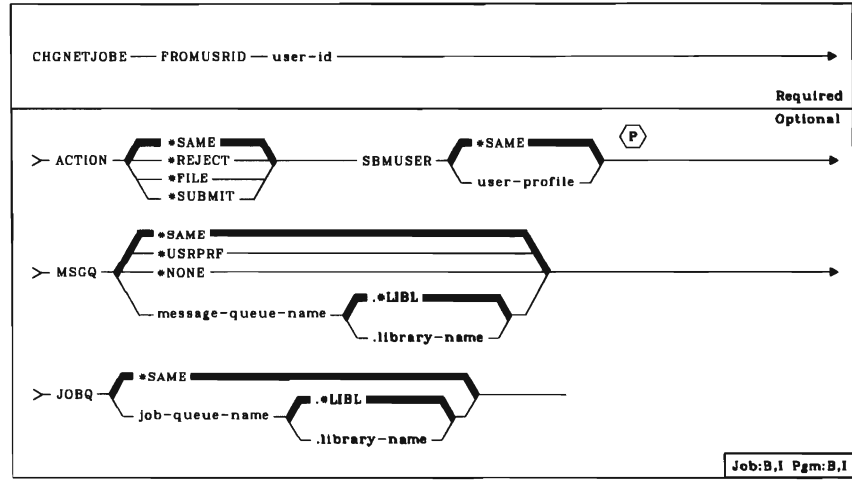 CHGNETJOBE FROMUSRID user-id
Required
Optional
P
*SAME
*REJECT
*FILE
*SUBMIT
ACTION
SBMUSER
*SAME
user-profile
*SAME
*USRPRF
MSGQ *NONE
message-queue-name
.*LIBL
.library-name
*SAME
JOBQ
job-queue-name
.*LIBL
.library-name
Job:B,I Pgm:B,I